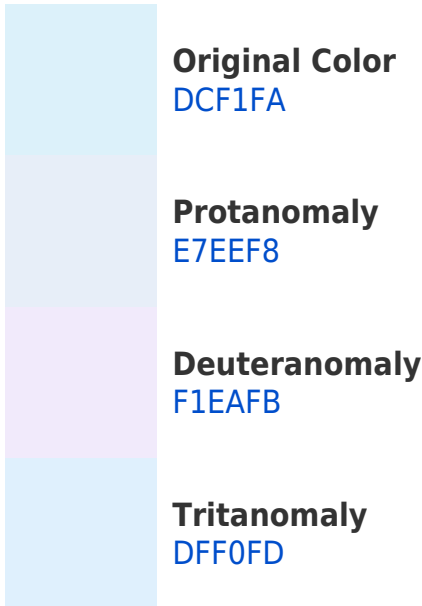 Original Color
DCF1FA
Protanomaly
E7EEF8
Deuteranomaly
F1EAFB
Tritanomaly
DFF0FD